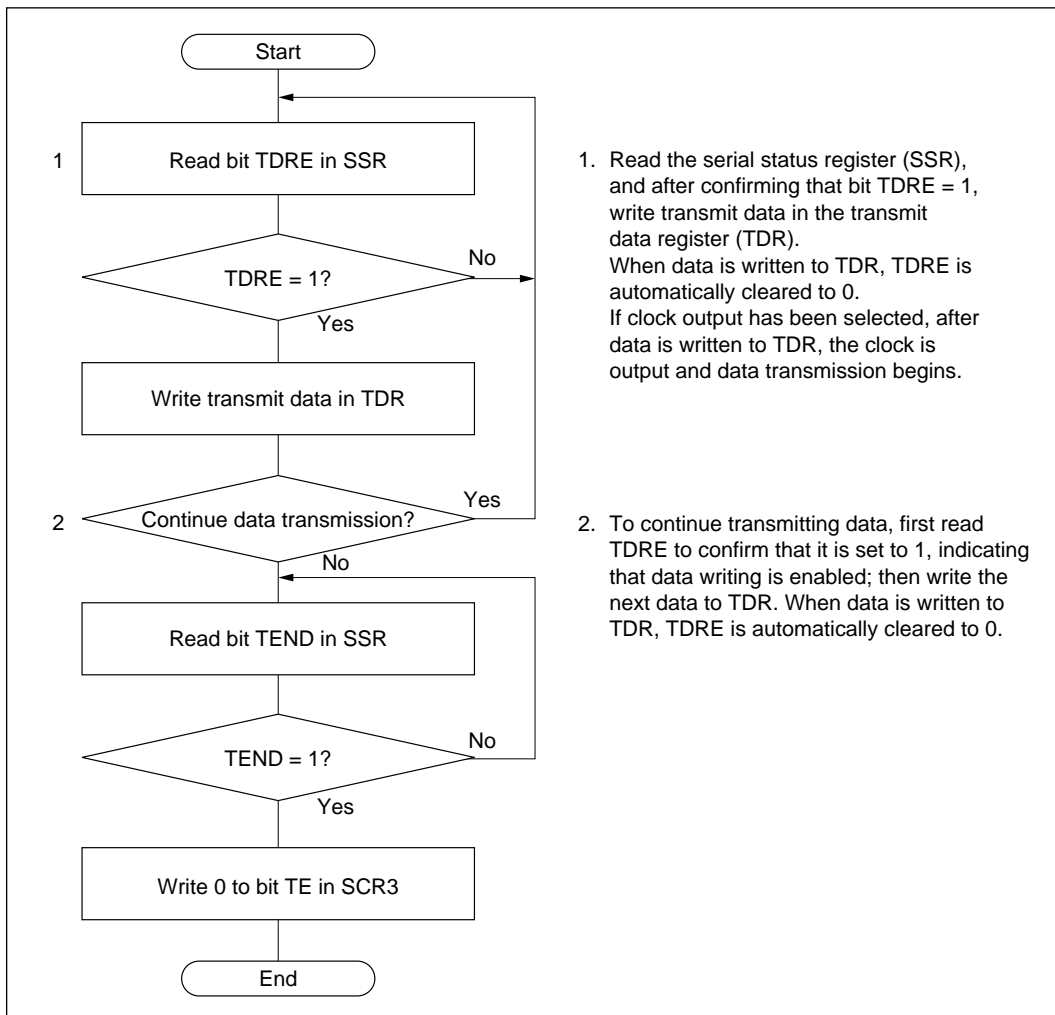 Start
1
Read bit TDRE in SSR
TDRE = 1?
No
Yes
Write transmit data in TDR
2
Continue data transmission?
Yes
No
Read bit TEND in SSR
TEND = 1?
No
Yes
Write 0 to bit TE in SCR3
End
1. Read the serial status register (SSR),
and after confirming that bit TDRE = 1,
write transmit data in the transmit
data register (TDR).
When data is written to TDR, TDRE is
automatically cleared to 0.
If clock output has been selected, after
data is written to TDR, the clock is
output and data transmission begins.
2. To continue transmitting data, first read
TDRE to confirm that it is set to 1, indicating
that data writing is enabled; then write the
next data to TDR. When data is written to
TDR, TDRE is automatically cleared to 0.